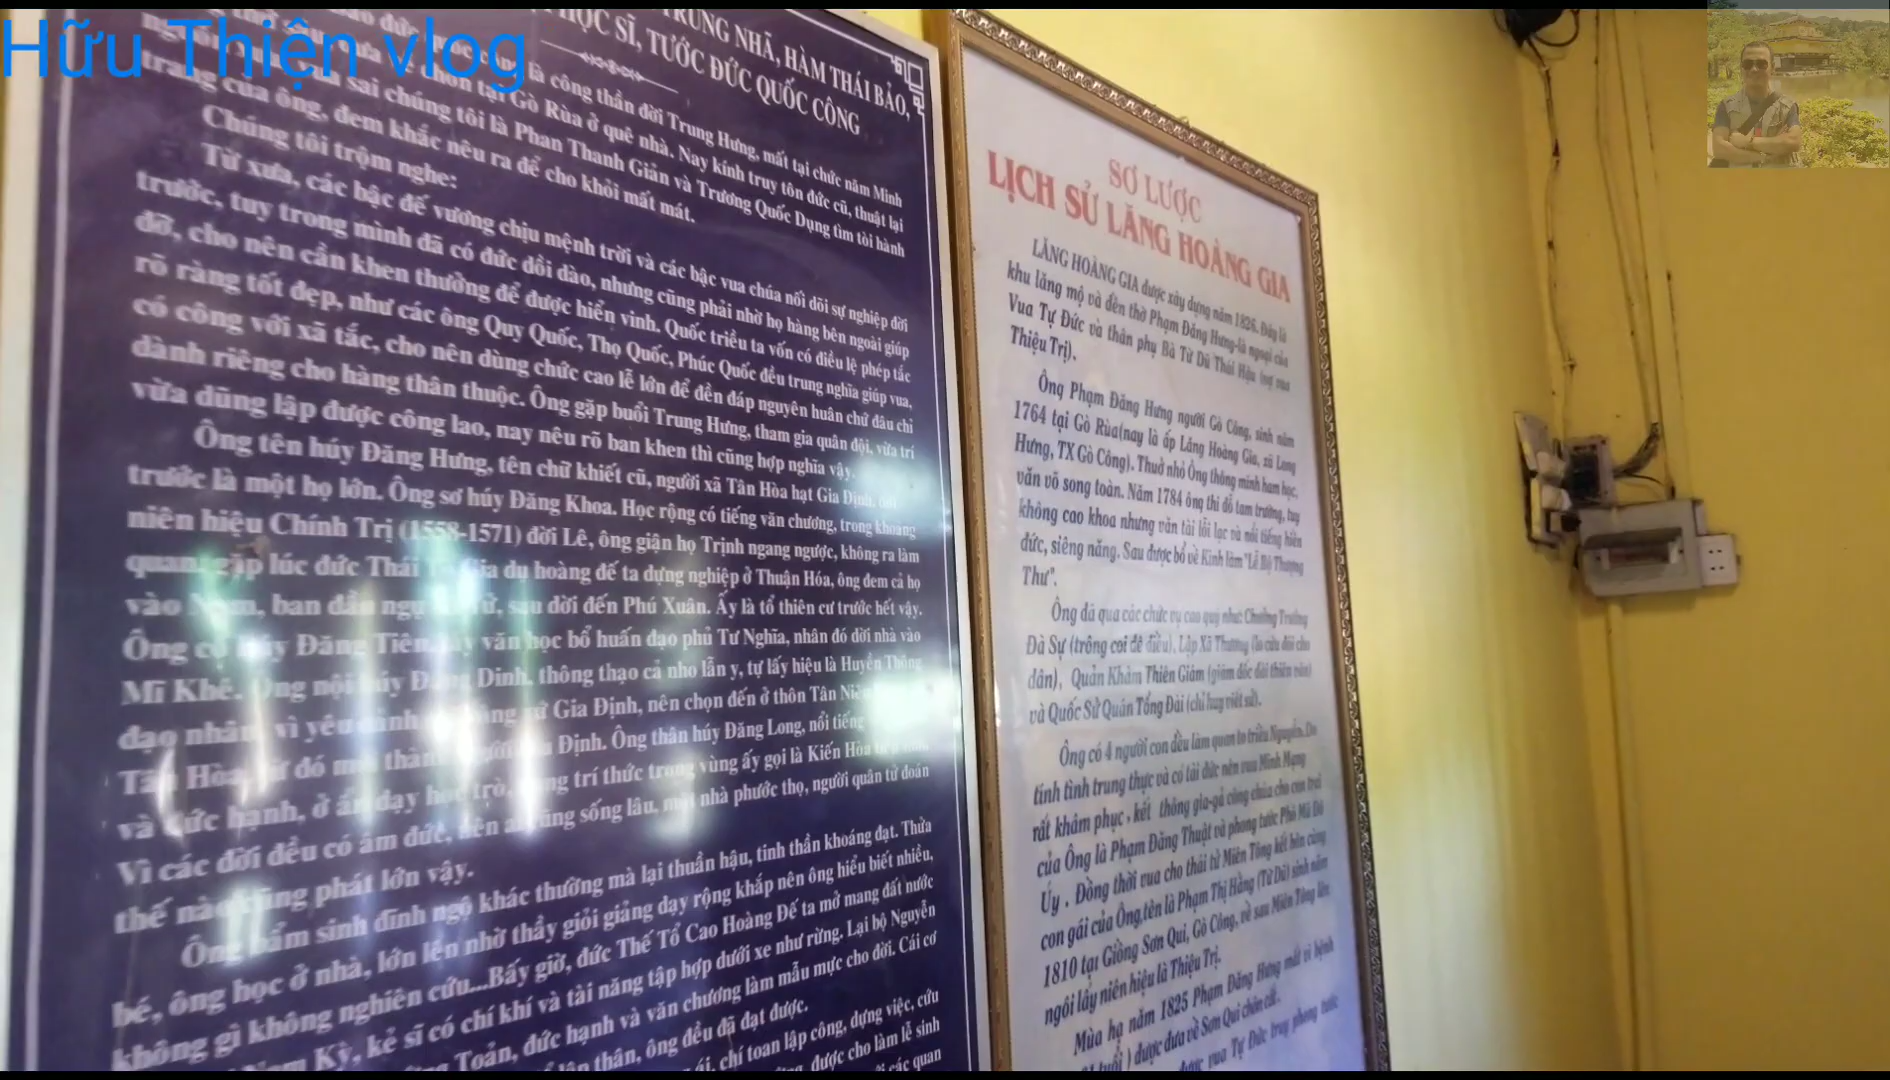 Hữu Thiện vlog
TRUNG NHÃ, HÀM THÁI BẢO,
HỌC SĨ, TƯỚC ĐỨC QUỐC CÔNG
là công thần đời Trung Hưng, mất tại chức năm Minh
thôn tại Gò Rùa ở quê nhà. Nay kính truy tôn đức cũ, thuật lại
sai chúng tôi là Phan Thanh Giản và Trương Quốc Dụng tìm tòi hành
trạng của ông, đem khắc nêu ra để cho khỏi mất mát.
Chúng tôi trộm nghe:
Từ xưa, các bậc đế vương chịu mệnh trời và các bậc vua chúa nối dõi sự nghiệp đời
trước, tuy trong mình đã có đức dồi dào, nhưng cũng phải nhờ họ hàng bên ngoài giúp
đỡ, cho nên cần khen thưởng để được hiển vinh. Quốc triều ta vốn có điều lệ phép tắc
rõ ràng tốt đẹp, như các ông Quy Quốc, Thọ Quốc, Phúc Quốc đều trung nghĩa giúp vua,
có công với xã tắc, cho nên dùng chức cao lễ lớn để đền đáp nguyên huân chứ đâu chỉ
dành riêng cho hàng thân thuộc. Ông gặp buổi Trung Hưng, tham gia quân đội, vừa trí
vừa dũng lập được công lao, nay nêu rõ ban khen thì cũng hợp nghĩa vậy.
Ông tên húy Đăng Hưng, tên chữ khiết cũ, người xã Tân Hòa hạt Gia Định,
trước là một họ lớn. Ông sơ húy Đăng Khoa. Học rộng có tiếng văn chương, trong khoảng
niên hiệu Chính Trị (1558-1571) đời Lê, ông giận họ Trịnh ngang ngược, không ra làm
quan, gặp lúc đức Thái Gia dụ hoàng đế ta dựng nghiệp ở Thuận Hóa, ông đem cả họ
vào Nam, ban đầu ngụ sau dời đến Phú Xuân. Ấy là tổ thiên cư trước hết vậy.
Ông húy Đăng Tiên, văn học bổ huấn đạo phủ Tư Nghĩa, nhân đó dời nhà vào
Mĩ Khê. Ông nội húy Đăng Dinh, thông thạo cả nho lẫn y, tự lấy hiệu là Huyền Thông
đạo nhân, vì yêu Gia Định, nên chọn đến ở thôn Tân
Hòa, từ đó Định. Ông thân húy Đăng Long, nổi tiếng
và đức hạnh, ở ẩn dạy học trò, trí thức trong vùng ấy gọi là Kiến Hòa
Vì các đời đều có âm đức, nên cũng sống lâu, một nhà phước thọ, người quân tử đoán
thế nào cũng phát lớn vậy.
Ông bẩm sinh đĩnh ngộ khác thường mà lại thuần hậu, tinh thần khoáng đạt. Thửa
bé, ông học ở nhà, lớn lên nhờ thầy giỏi giảng dạy rộng khắp nên ông hiểu biết nhiều,
không gì không nghiên cứu...Bấy giờ, đức Thế Tổ Cao Hoàng Đế ta mở mang đất nước
Nam Kỳ, kẻ sĩ có chí khí và tài năng tập hợp dưới xe như rừng. Lại bộ Nguyễn
Toản, đức hạnh và văn chương làm mẫu mực cho đời. Cái cơ
thân, ông đều đã đạt được.
chí toan lập công, dựng việc, cứu
được cho làm lễ sinh
các quan
SƠ LƯỢC
LỊCH SỬ LĂNG HOÀNG GIA
LĂNG HOÀNG GIA được xây dựng năm 1826. Đây là
khu lăng mộ và đền thờ Phạm Đăng Hưng-là ngoại của
Vua Tự Đức và thân phụ Bà Từ Dũ Thái Hậu (vợ vua
Thiệu Trị).
Ông Phạm Đăng Hưng người Gò Công, sinh năm
1764 tại Gò Rùa(nay là ấp Lăng Hoàng Gia, xã Long
Hưng, TX Gò Công). Thuở nhỏ Ông thông minh ham học,
văn võ song toàn. Năm 1784 ông thi đỗ tam trường, tuy
không cao khoa nhưng văn tài lỗi lạc và nổi tiếng hiền
đức, siêng năng. Sau được bổ về Kinh làm "Lễ Bộ Thượng
Thư".
Ông đã qua các chức vụ cao quý như: Chưởng Trưởng
Đà Sự (trông coi đê điều), Lập Xã Thương (lo cứu đói cho
dân), Quản Khâm Thiên Giám (giám đốc đài thiên văn)
và Quốc Sử Quán Tổng Đài (chỉ huy viết sử).
Ông có 4 người con đều làm quan to triều Nguyễn. Do
tính tình trung thực và có tài đức nên vua Minh Mạng
rất khâm phục, kết thông gia-gả công chúa cho con trai
của Ông là Phạm Đăng Thuật và phong tước Phò Mã Đô
Úy. Đồng thời vua cho thái tử Miên Tông kết hôn cùng
con gái của Ông,tên là Phạm Thị Hằng (Từ Dũ) sinh năm
1810 tại Giồng Sơn Qui, Gò Công, về sau Miên Tông lên
ngôi lấy niên hiệu là Thiệu Trị.
Mùa hạ năm 1825 Phạm Đăng Hưng mất vì bệnh
tuổi ) được đưa về Sơn Qui chôn cất.
được vua Tự Đức truy phong tước